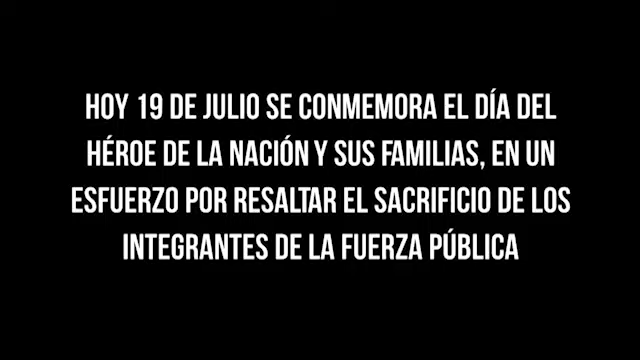 HOY 19 DE JULIO SE CONMEMORA EL DÍA DEL
HÉROE DE LA NACIÓN Y SUS FAMILIAS, EN UN
ESFUERZO POR RESALTAR EL SACRIFICIO DE LOS
INTEGRANTES DE LA FUERZA PÚBLICA